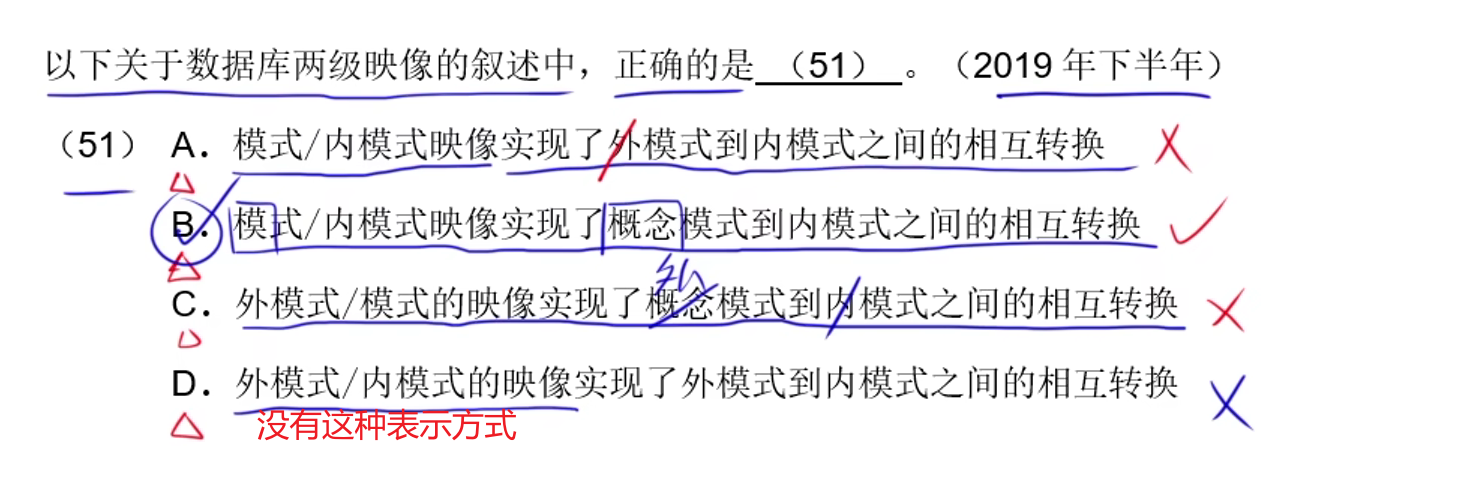 以下关于数据库两级映像的叙述中，正确的是 （51） 。（2019 年下半年）
（51） A．模式/内模式映像实现了外模式到内模式之间的相互转换
B．模式/内模式映像实现了概念模式到内模式之间的相互转换
外
C．外模式/模式的映像实现了概念模式到内模式之间的相互转换
D．外模式/内模式的映像实现了外模式到内模式之间的相互转换
没有这种表示方式